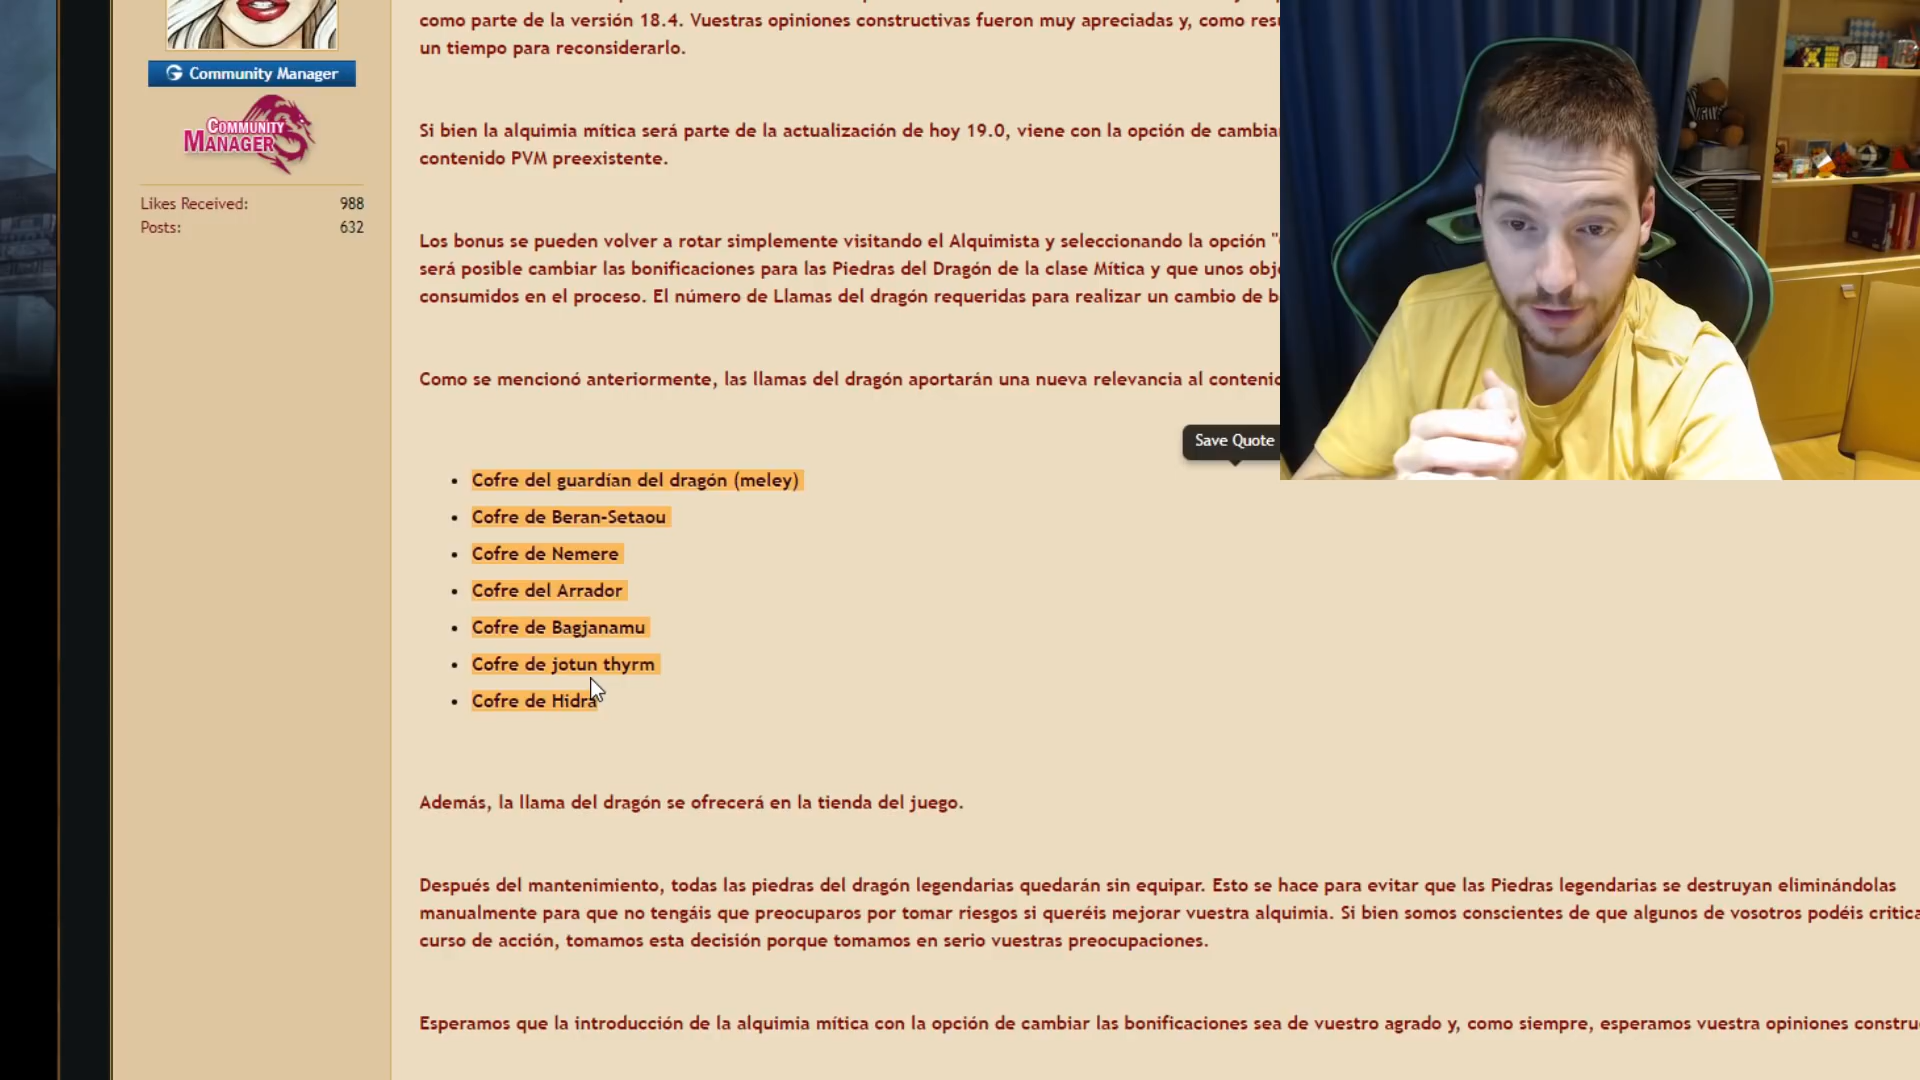 como parte de la versión 18.4. Vuestras opiniones constructivas fueron muy apreciadas y, como
un tiempo para reconsiderarlo.
Community Manager
COMMUNITY
MANAGER
Likes Received: 988
Posts: 632
Si bien la alquimia mítica será parte de la actualización de hoy 19.0, viene con la opción de cambiar
contenido PVM preexistente.
Los bonus se pueden volver a rotar simplemente visitando el Alquimista y seleccionando la opción "
será posible cambiar las bonificaciones para las Piedras del Dragón de la clase Mítica y que unos
consumidos en el proceso. El número de Llamas del dragón requeridas para realizar un cambio de
Como se mencionó anteriormente, las llamas del dragón aportarán una nueva relevancia al
Save Quote
• Cofre del guardían del dragón (meley)
• Cofre de Beran-Setaou
• Cofre de Nemere
• Cofre del Arrador
• Cofre de Bagjanamu
• Cofre de jotun thyrm
• Cofre de Hidra
Además, la llama del dragón se ofrecerá en la tienda del juego.
Después del mantenimiento, todas las piedras del dragón legendarias quedarán sin equipar. Esto se hace para evitar que las Piedras legendarias se destruyan eliminándolas
manualmente para que no tengáis que preocuparos por tomar riesgos si queréis mejorar vuestra alquimia. Si bien somos conscientes de que algunos de vosotros podéis
curso de acción, tomamos esta decisión porque tomamos en serio vuestras preocupaciones.
Esperamos que la introducción de la alquimia mítica con la opción de cambiar las bonificaciones sea de vuestro agrado y, como siempre, esperamos vuestra opiniones